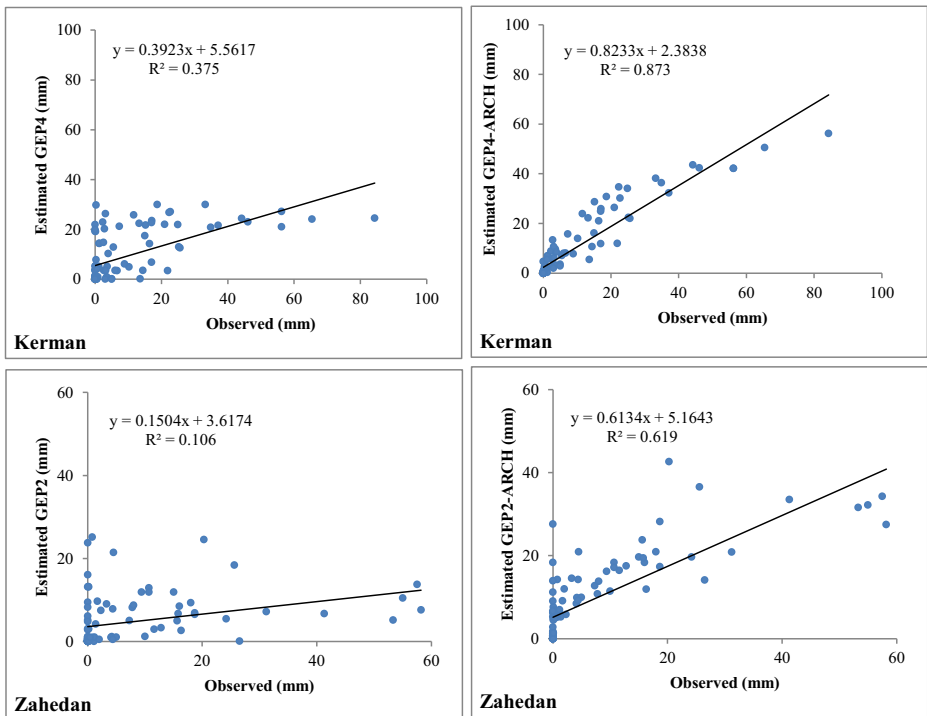 100
80
60
40
20
0
0 20 40 60 80 100
Estimated GEP4 (mm)
y = 0.3923x + 5.5617
R² = 0.375
Observed (mm)
Kerman
100
80
60
40
20
0
0 20 40 60 80 100
Estimated GEP4-ARCH (mm)
y = 0.8233x + 2.3838
R² = 0.873
Observed (mm)
Kerman
60
40
20
0
0 20 40 60
Estimated GEP2 (mm)
y = 0.1504x + 3.6174
R² = 0.106
Observed (mm)
Zahedan
60
40
20
0
0 20 40 60
Estimated GEP2-ARCH (mm)
y = 0.6134x + 5.1643
R² = 0.619
Observed (mm)
Zahedan